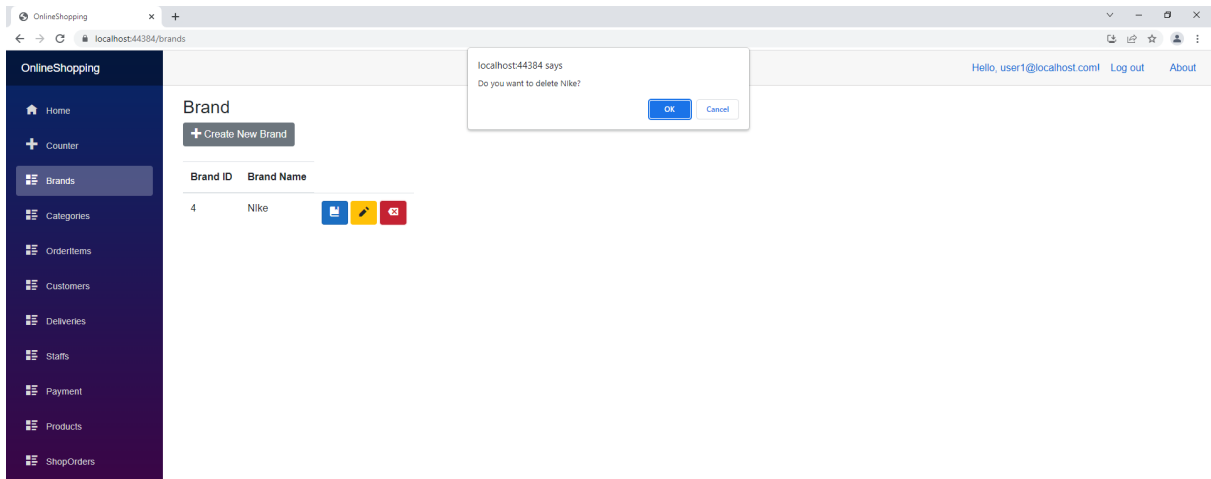 OnlineShopping
localhost:44384/brands
OnlineShopping
localhost:44384 says
Do you want to delete NIke?
OK Cancel
Hello, user1@localhost.com! Log out About
Home
Counter
Brands
Categories
OrderItems
Customers
Deliveries
Staffs
Payment
Products
ShopOrders
Brand
Create New Brand
Brand ID Brand Name
4 NIke